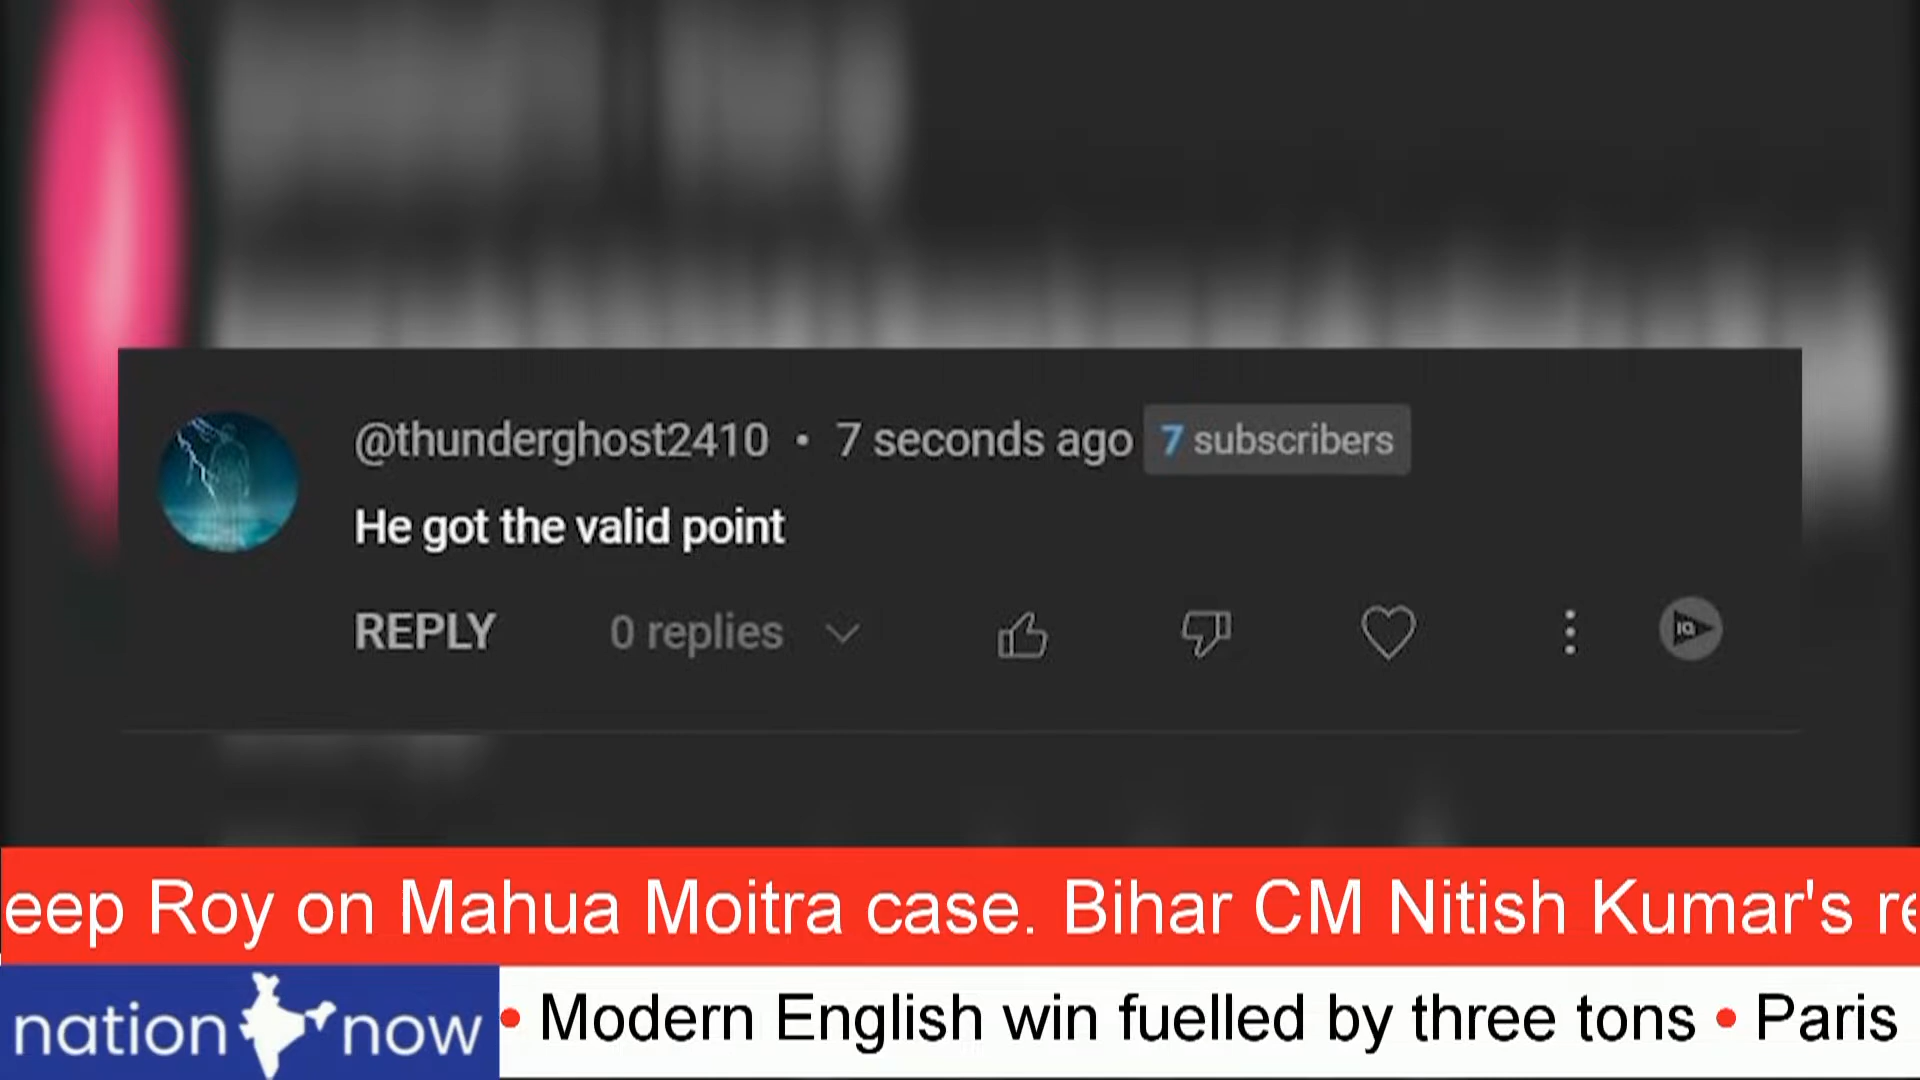 @thunderghost2410 • 7 seconds ago 7 subscribers
He got the valid point
REPLY 0 replies
IQ
eep Roy on Mahua Moitra case. Bihar CM Nitish Kumar's re
nation now • Modern English win fuelled by three tons • Paris